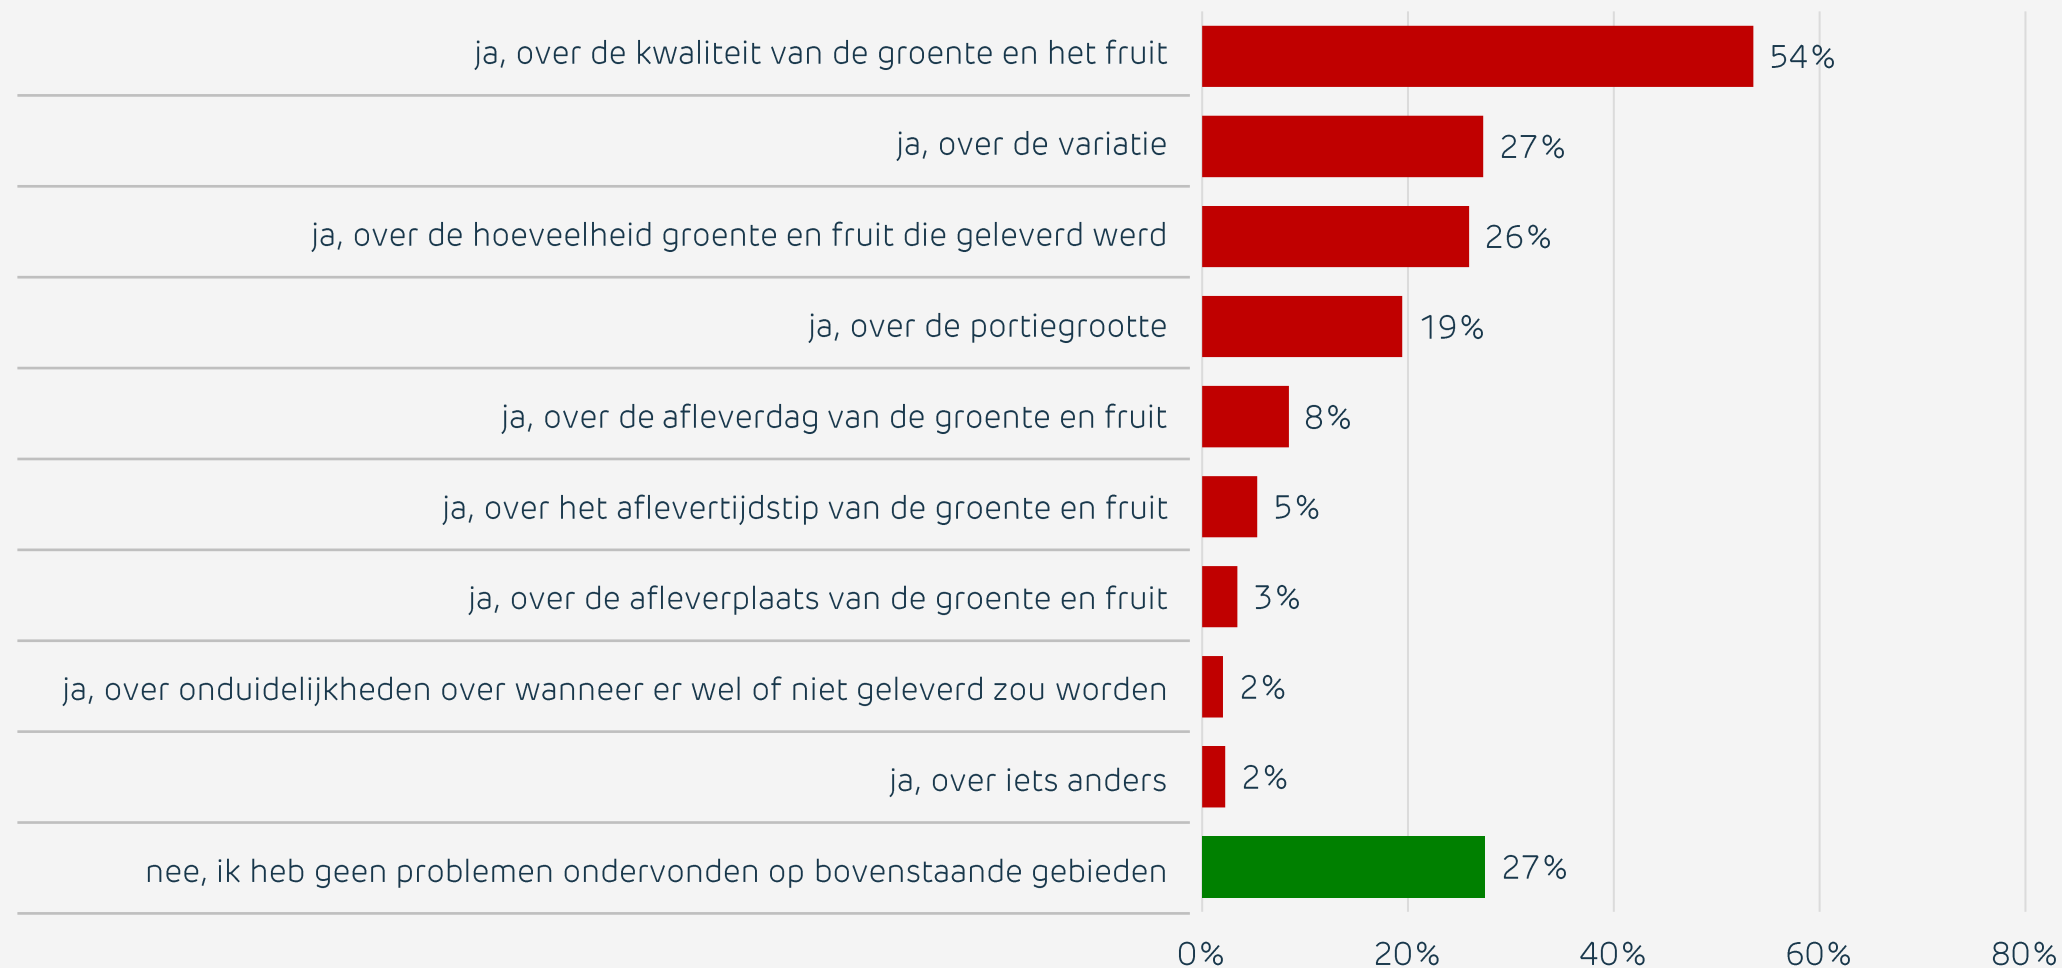 ja, over de kwaliteit van de groente en het fruit 54%
ja, over de variatie 27%
ja, over de hoeveelheid groente en fruit die geleverd werd 26%
ja, over de portiegrootte 19%
ja, over de afleverdag van de groente en fruit 8%
ja, over het aflevertijdstip van de groente en fruit 5%
ja, over de afleverplaats van de groente en fruit 3%
ja, over onduidelijkheden over wanneer er wel of niet geleverd zou worden 2%
ja, over iets anders 2%
nee, ik heb geen problemen ondervonden op bovenstaande gebieden 27%
0% 20% 40% 60% 80%